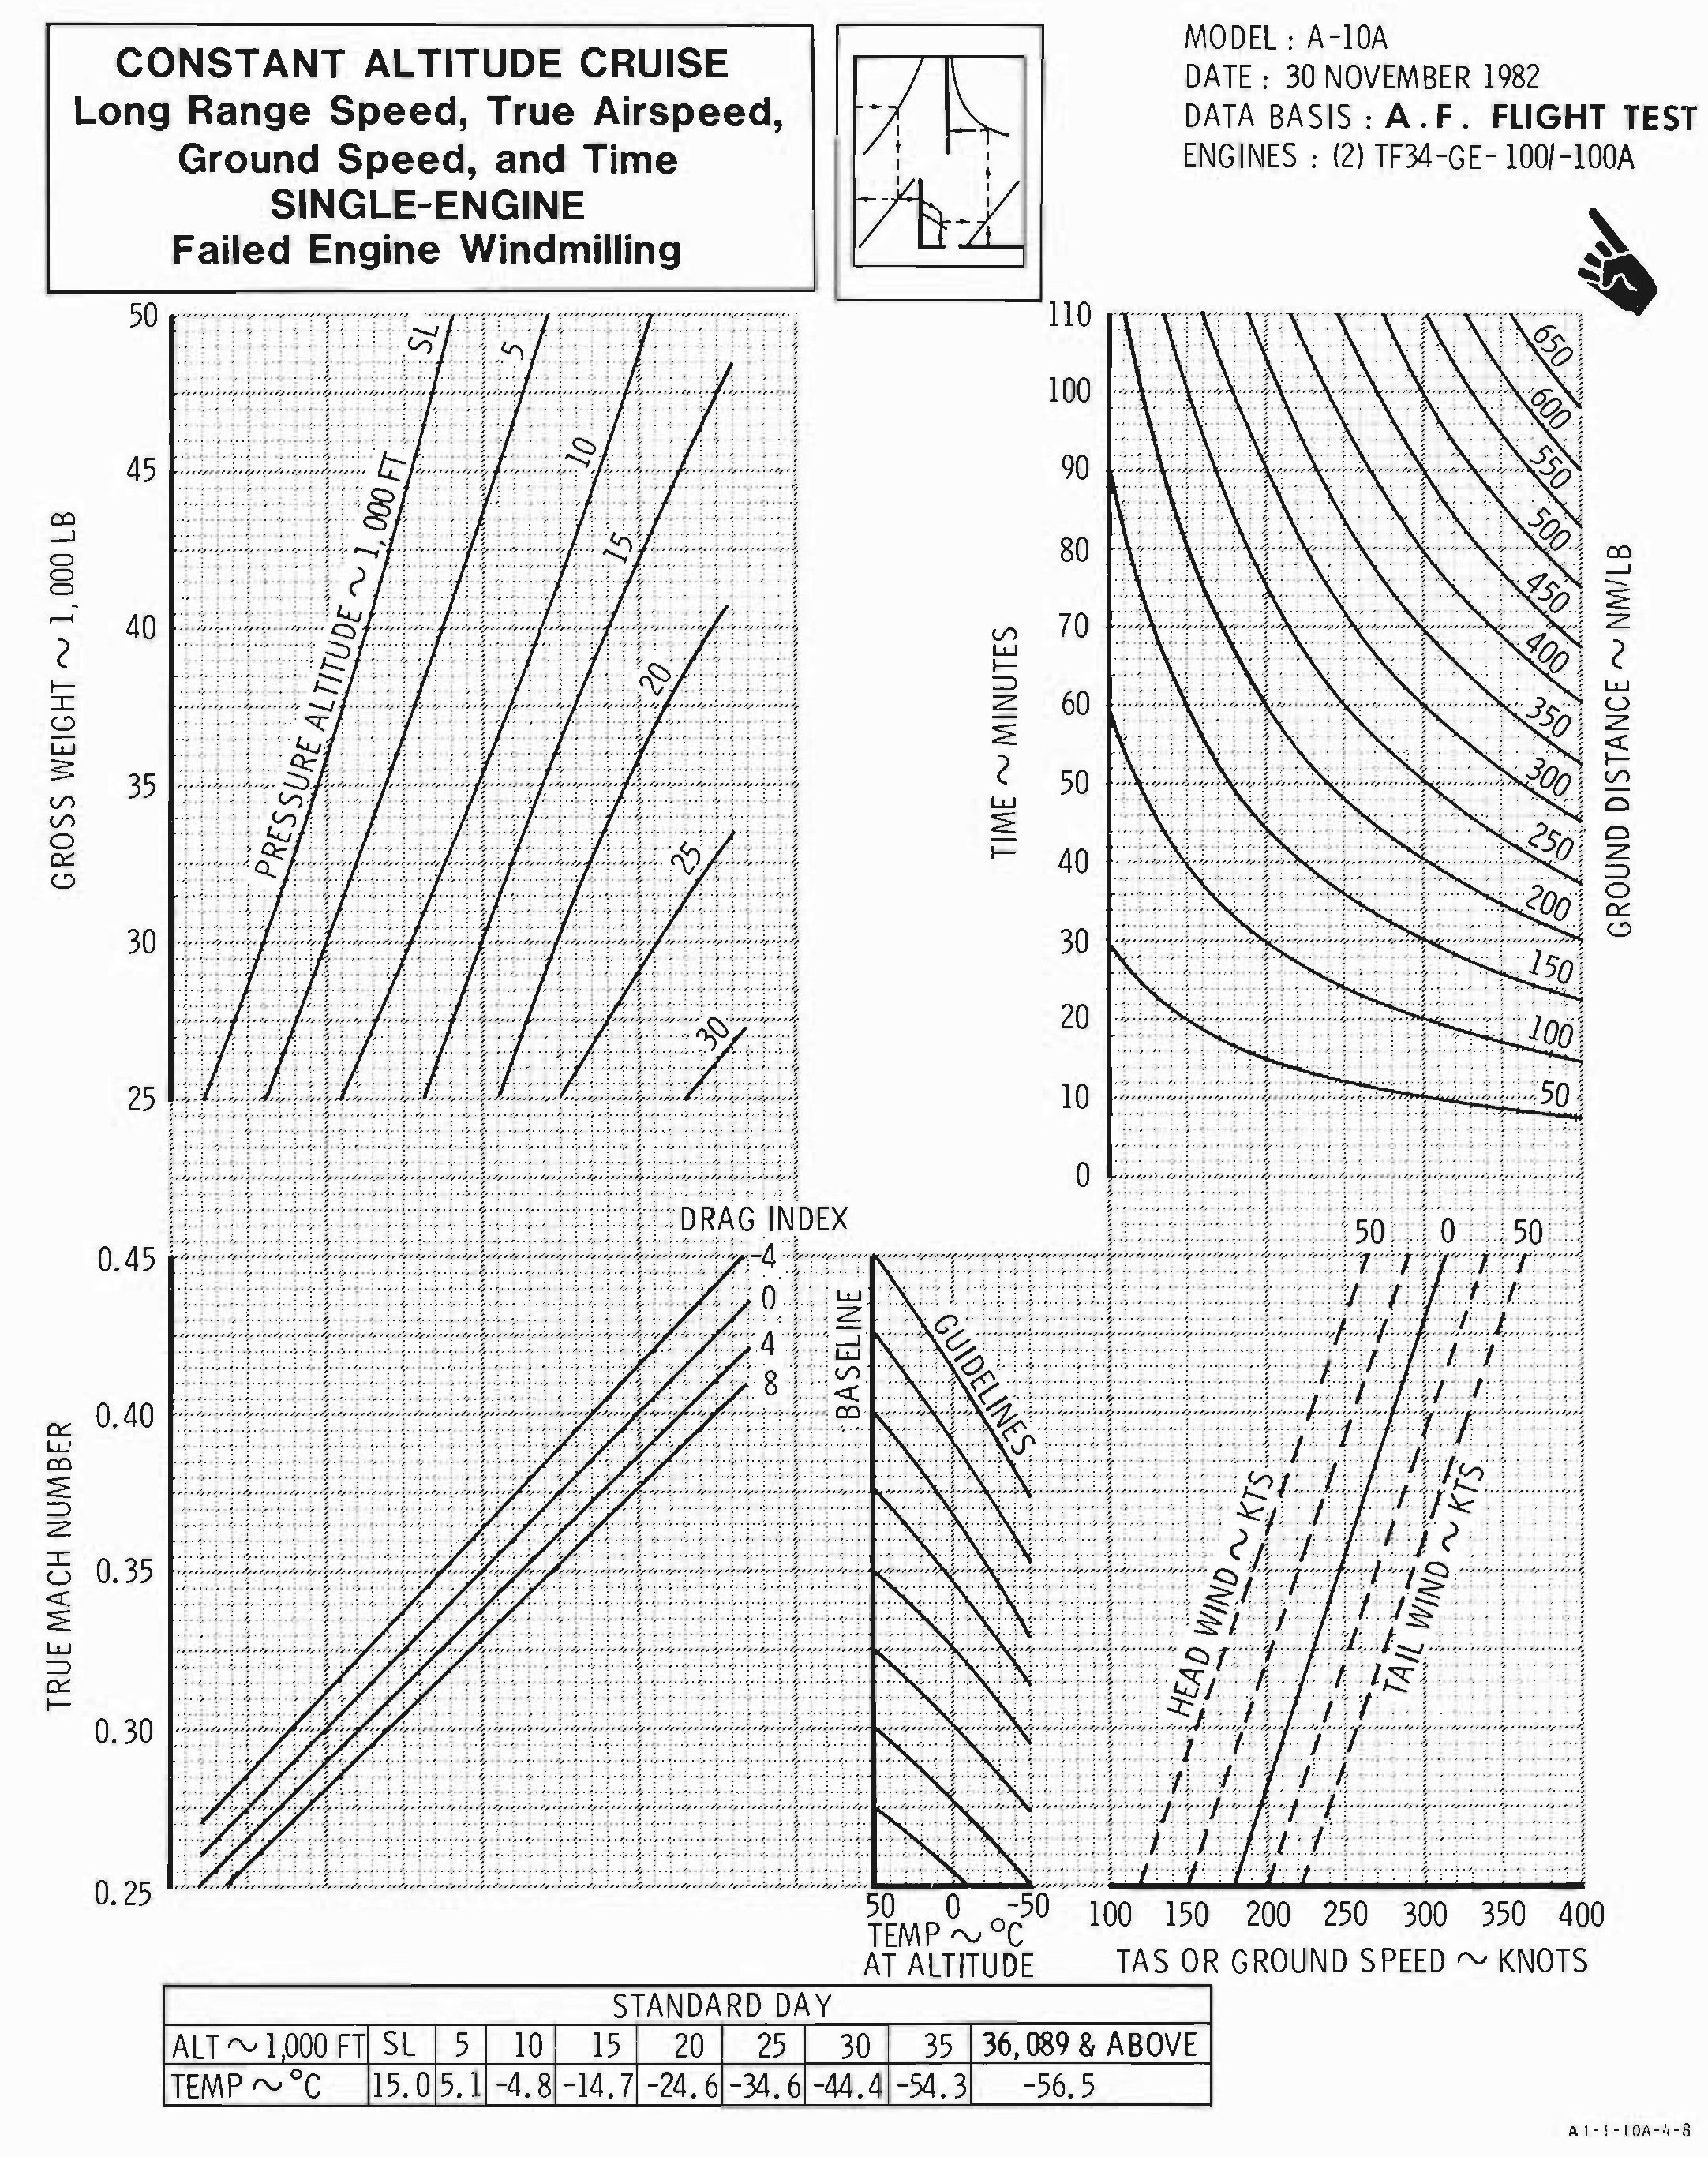 CONSTANT ALTITUDE CRUISE
Long Range Speed, True Airspeed,
Ground Speed, and Time
SINGLE-ENGINE
Failed Engine Windmilling
MODEL : A-10A
DATE : 30 NOVEMBER 1982
DATA BASIS : A.F. FLIGHT TEST
ENGINES : (2) TF34-GE-100/-100A
GROSS WEIGHT ~ 1,000 LB
50
45
40
35
30
25
PRESSURE ALTITUDE ~ 1,000 FT
SL
5
10
15
20
25
30
TIME ~ MINUTES
110
100
90
80
70
60
50
40
30
20
10
0
650
600
550
500
450
400
350
300
250
200
150
100
50
GROUND DISTANCE ~ NM/LB
TRUE MACH NUMBER
0.45
0.40
0.35
0.30
0.25
DRAG INDEX
-4
0
4
8
BASELINE
GUIDELINES
50 0 -50
TEMP ~ °C
AT ALTITUDE
50 0 50
HEAD WIND ~ KTS
TAIL WIND ~ KTS
100 150 200 250 300 350 400
TAS OR GROUND SPEED ~ KNOTS
STANDARD DAY
ALT ~ 1,000 FT SL 5 10 15 20 25 30 35 36,089 & ABOVE
TEMP ~ °C 15.0 5.1 -4.8 -14.7 -24.6 -34.6 -44.4 -54.3 -56.5
A1-1-10A-4-8